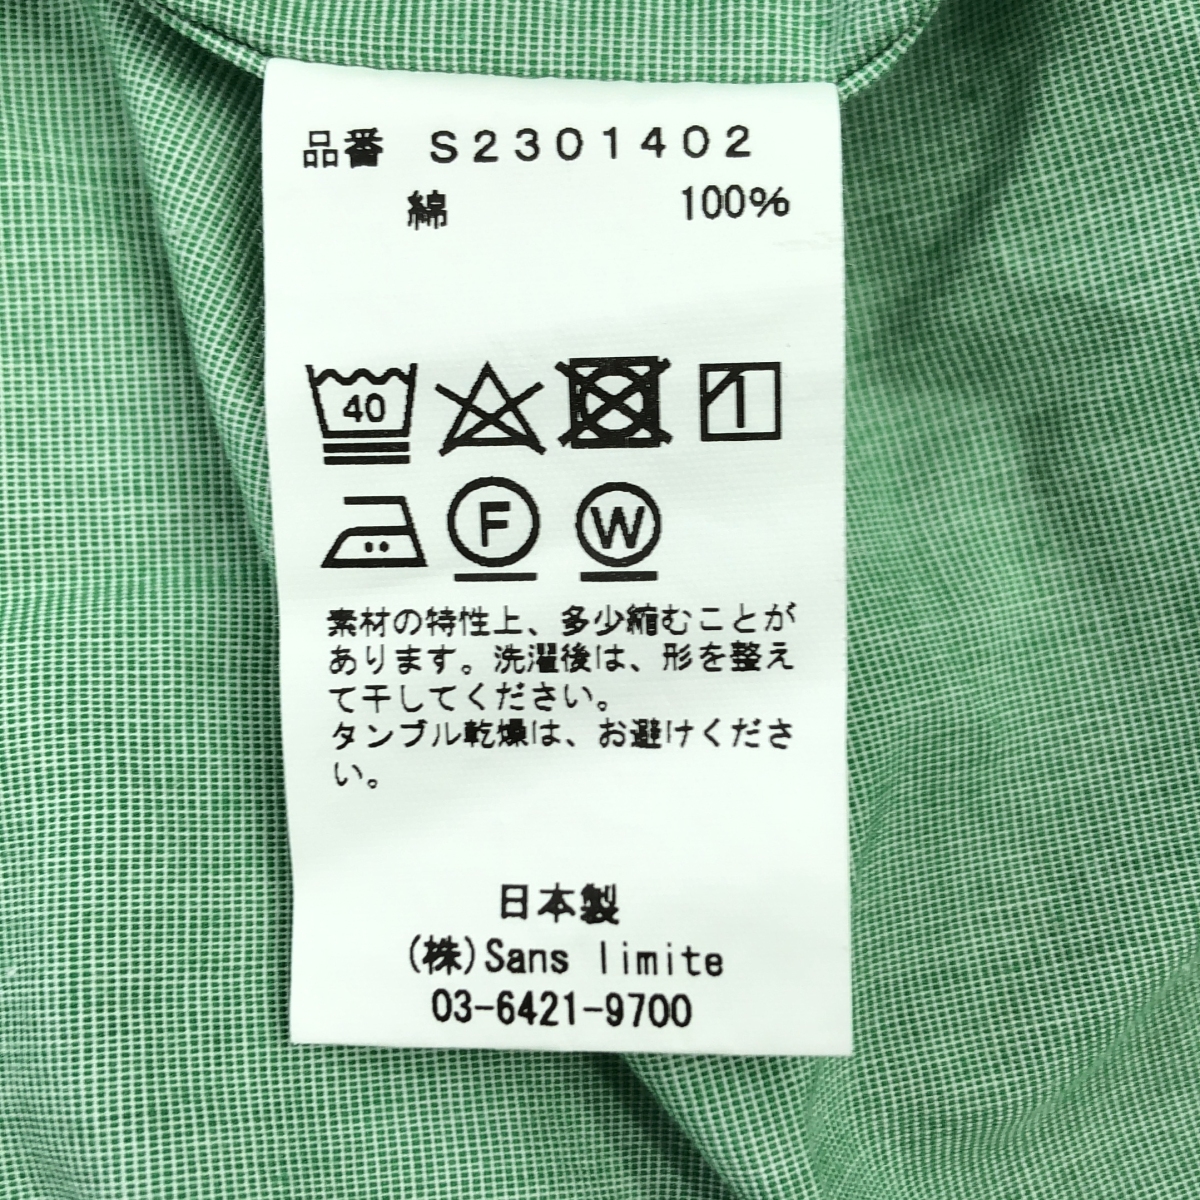 品番 S2301402
綿 100%
40
F W
素材の特性上、多少縮むことが
あります。洗濯後は、形を整え
て干してください。
タンブル乾燥は、お避けくださ
い。
日本製
(株)Sans limite
03-6421-9700